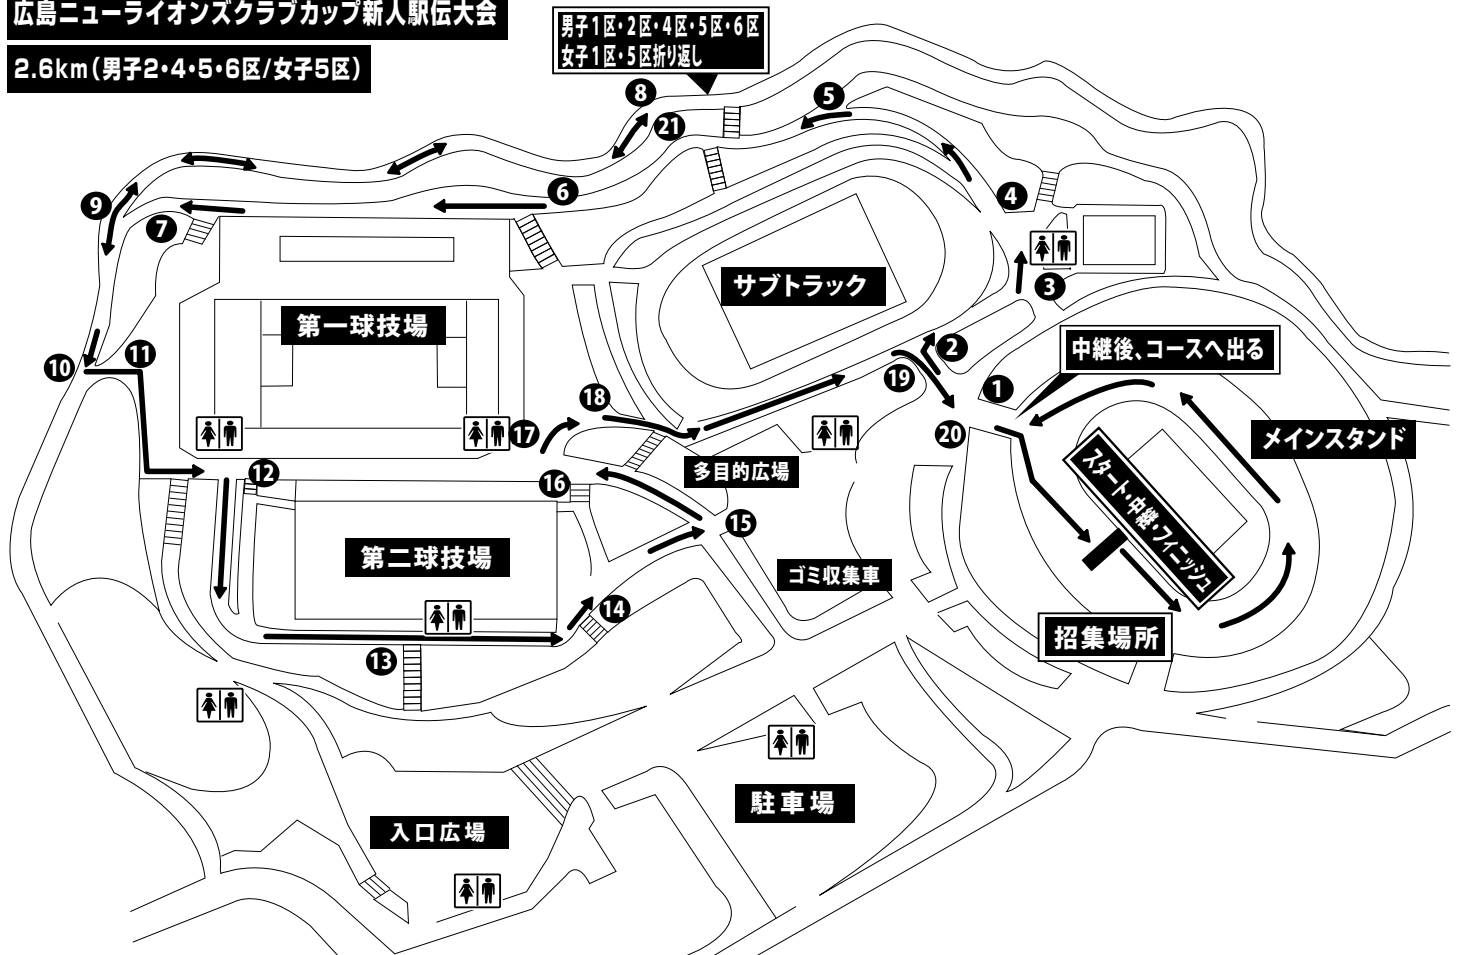 広島ニューライオンズクラブカップ新人駅伝大会
2.6km(男子2・4・5・6区/女子5区)
男子1区・2区・4区・5区・6区
女子1区・5区折り返し
8
5
21
9
6
4
7
サブトラック
3
第一球技場
10
11
2
中継後、コースへ出る
19
1
18
17
20
メインスタンド
12
多目的広場
16
スタート・中継・フィニッシュ
15
第二球技場
ゴミ収集車
14
招集場所
13
駐車場
入口広場